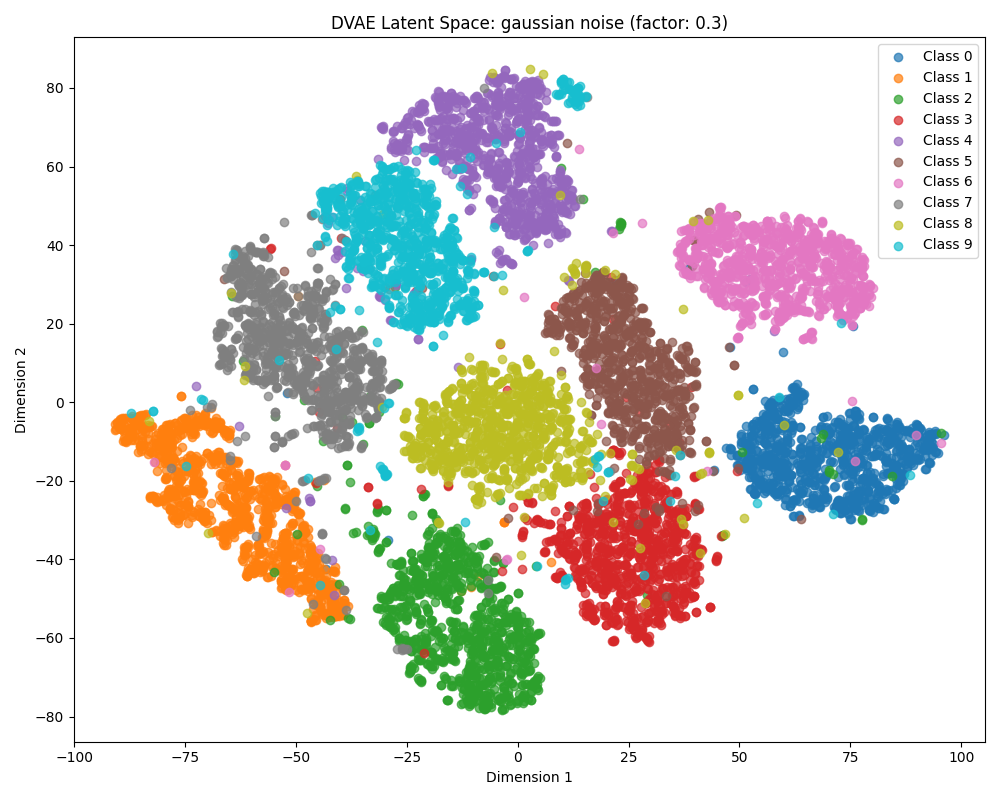 DVAE Latent Space: gaussian noise (factor: 0.3)
Class 0
Class 1
Class 2
Class 3
Class 4
Class 5
Class 6
Class 7
Class 8
Class 9
80
60
40
20
0
−20
−40
−60
−80
Dimension 2
−100 −75 −50 −25 0 25 50 75 100
Dimension 1